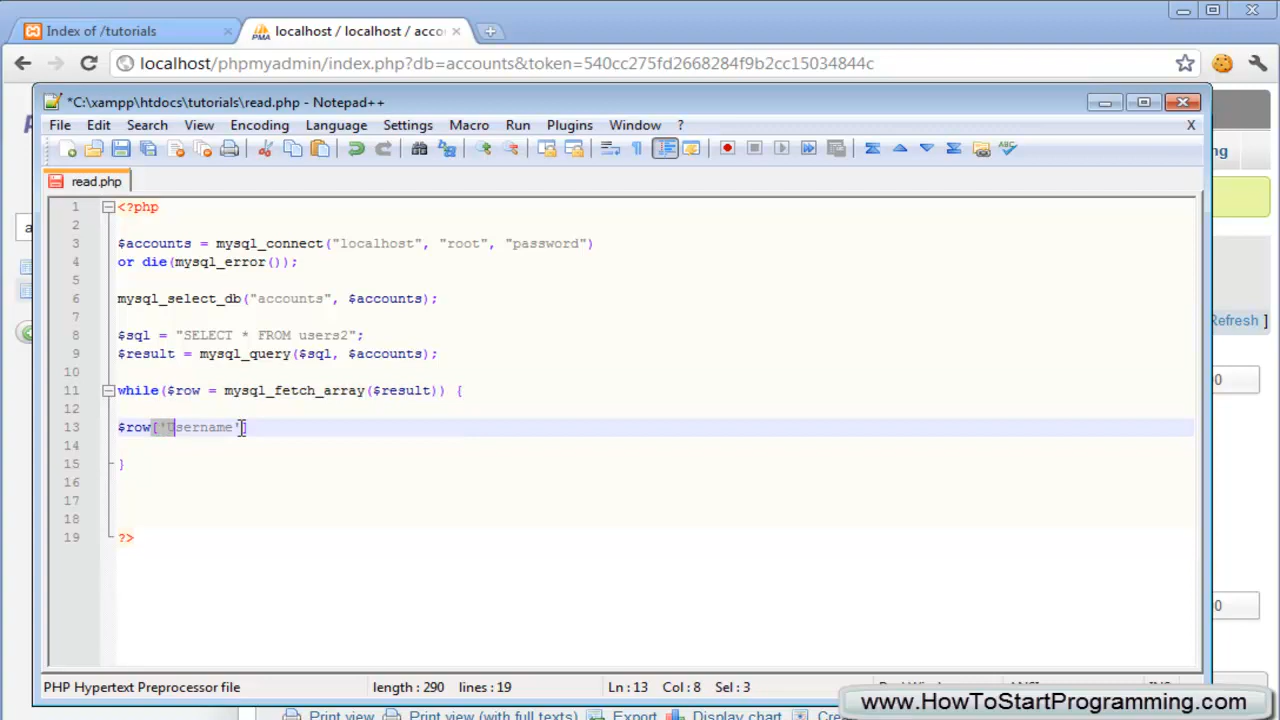 Index of /tutorials
localhost / localhost / acco
localhost/phpmyadmin/index.php?db=accounts&token=540cc275fd2668284f9b2cc15034844c
*C:\xampp\htdocs\tutorials\read.php - Notepad++
File Edit Search View Encoding Language Settings Macro Run Plugins Window ? X
read.php
1 <?php
2
3 $accounts = mysql_connect("localhost", "root", "password")
4 or die(mysql_error());
5
6 mysql_select_db("accounts", $accounts);
7
8 $sql = "SELECT * FROM users2";
9 $result = mysql_query($sql, $accounts);
10
11 while($row = mysql_fetch_array($result)) {
12
13 $row['Username']
14
15 }
16
17
18
19 ?>
Refresh ]
PHP Hypertext Preprocessor file length : 290 lines : 19 Ln : 13 Col : 8 Sel : 3
www.HowToStartProgramming.com
Print view Print view (with full texts) Export Display chart